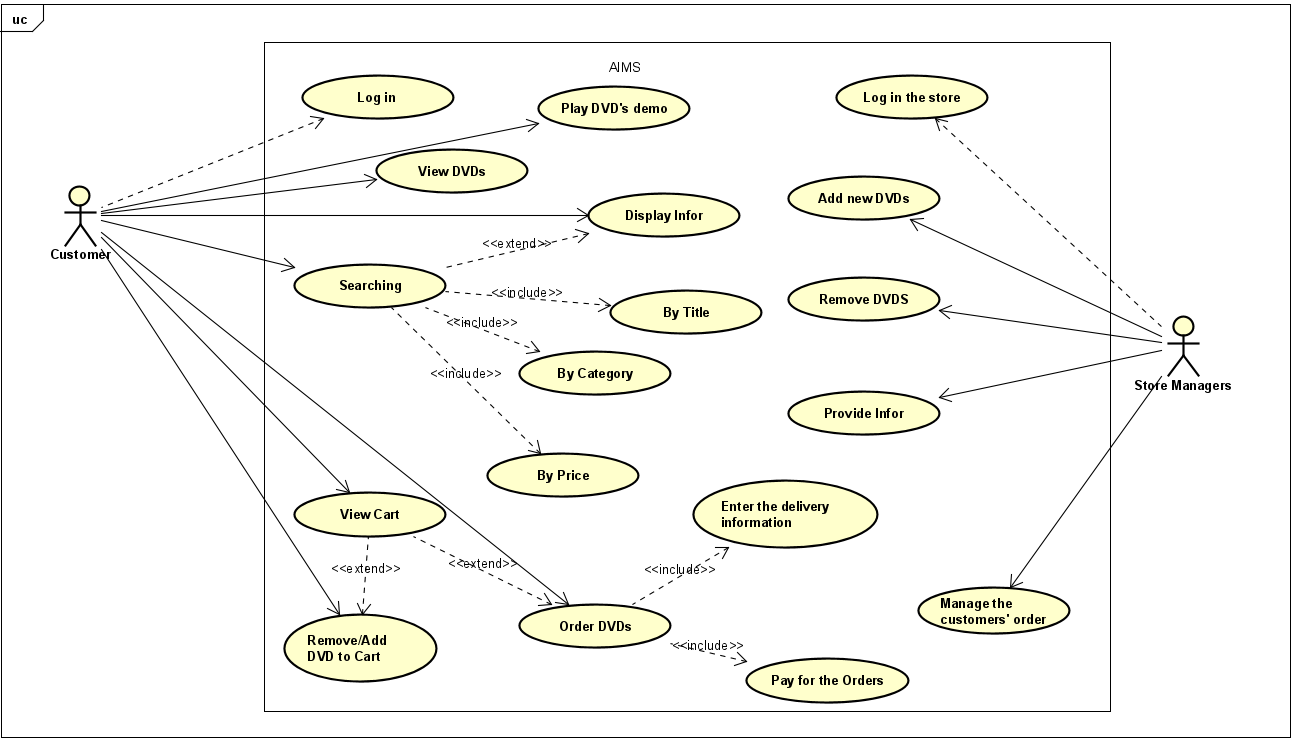 uc
AIMS
Log in
Play DVD's demo
Log in the store
View DVDs
Add new DVDs
Display Infor
Customer
<<extend>>
Searching
<<include>>
By Title
Remove DVDS
<<include>>
By Category
<<include>>
Store Managers
Provide Infor
By Price
View Cart
Enter the delivery
information
<<extend>>
<<extend>>
<<include>>
Order DVDs
Manage the
customers' order
Remove/Add
DVD to Cart
<<include>>
Pay for the Orders